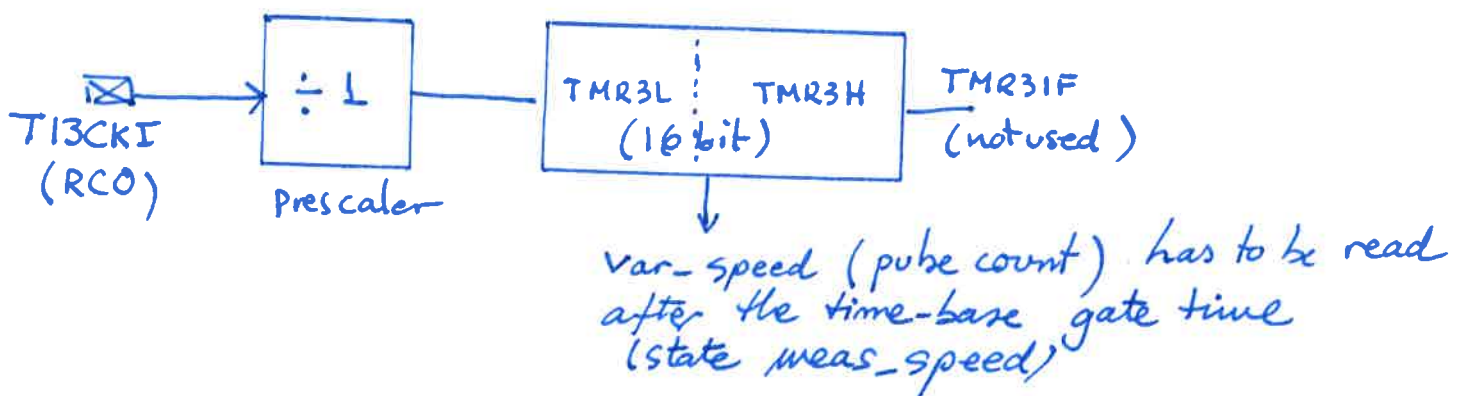 T13CKI
(RC0)
÷ 1
prescaler
TMR3L TMR3H
(16 bit)
TMR3IF
(not used)
var_speed (pulse count) has to be read
after the time-base gate time
(state meas_speed)